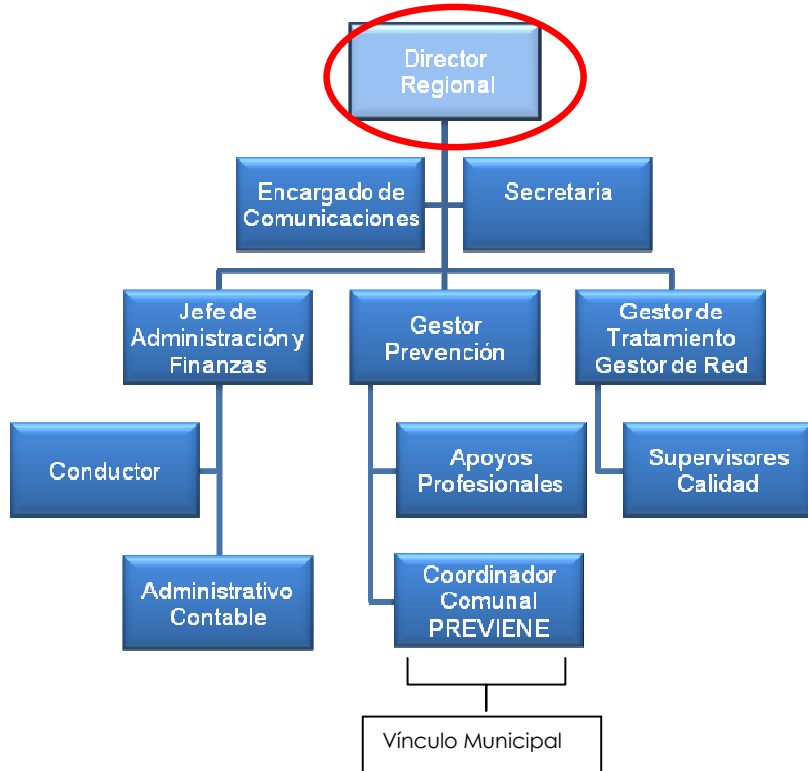 Director
Regional
Encargado de
Comunicaciones
Secretaria
Jefe de
Administración y
Finanzas
Gestor
Prevención
Gestor de
Tratamiento
Gestor de Red
Conductor
Apoyos
Profesionales
Supervisores
Calidad
Administrativo
Contable
Coordinador
Comunal
PREVIENE
Vínculo Municipal